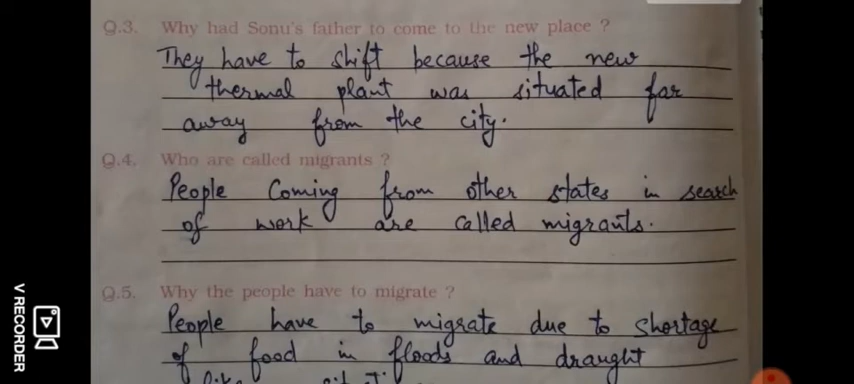 Q.3. Why had Sonu's father to come to the new place ?
They have to shift because the new
thermal plant was situated far
away from the city.
Q.4. Who are called migrants ?
People Coming from other states in search
of work are called migrants.
Q.5. Why the people have to migrate ?
People have to migrate due to shortage
of food in floods and draught
like
V RECORDER